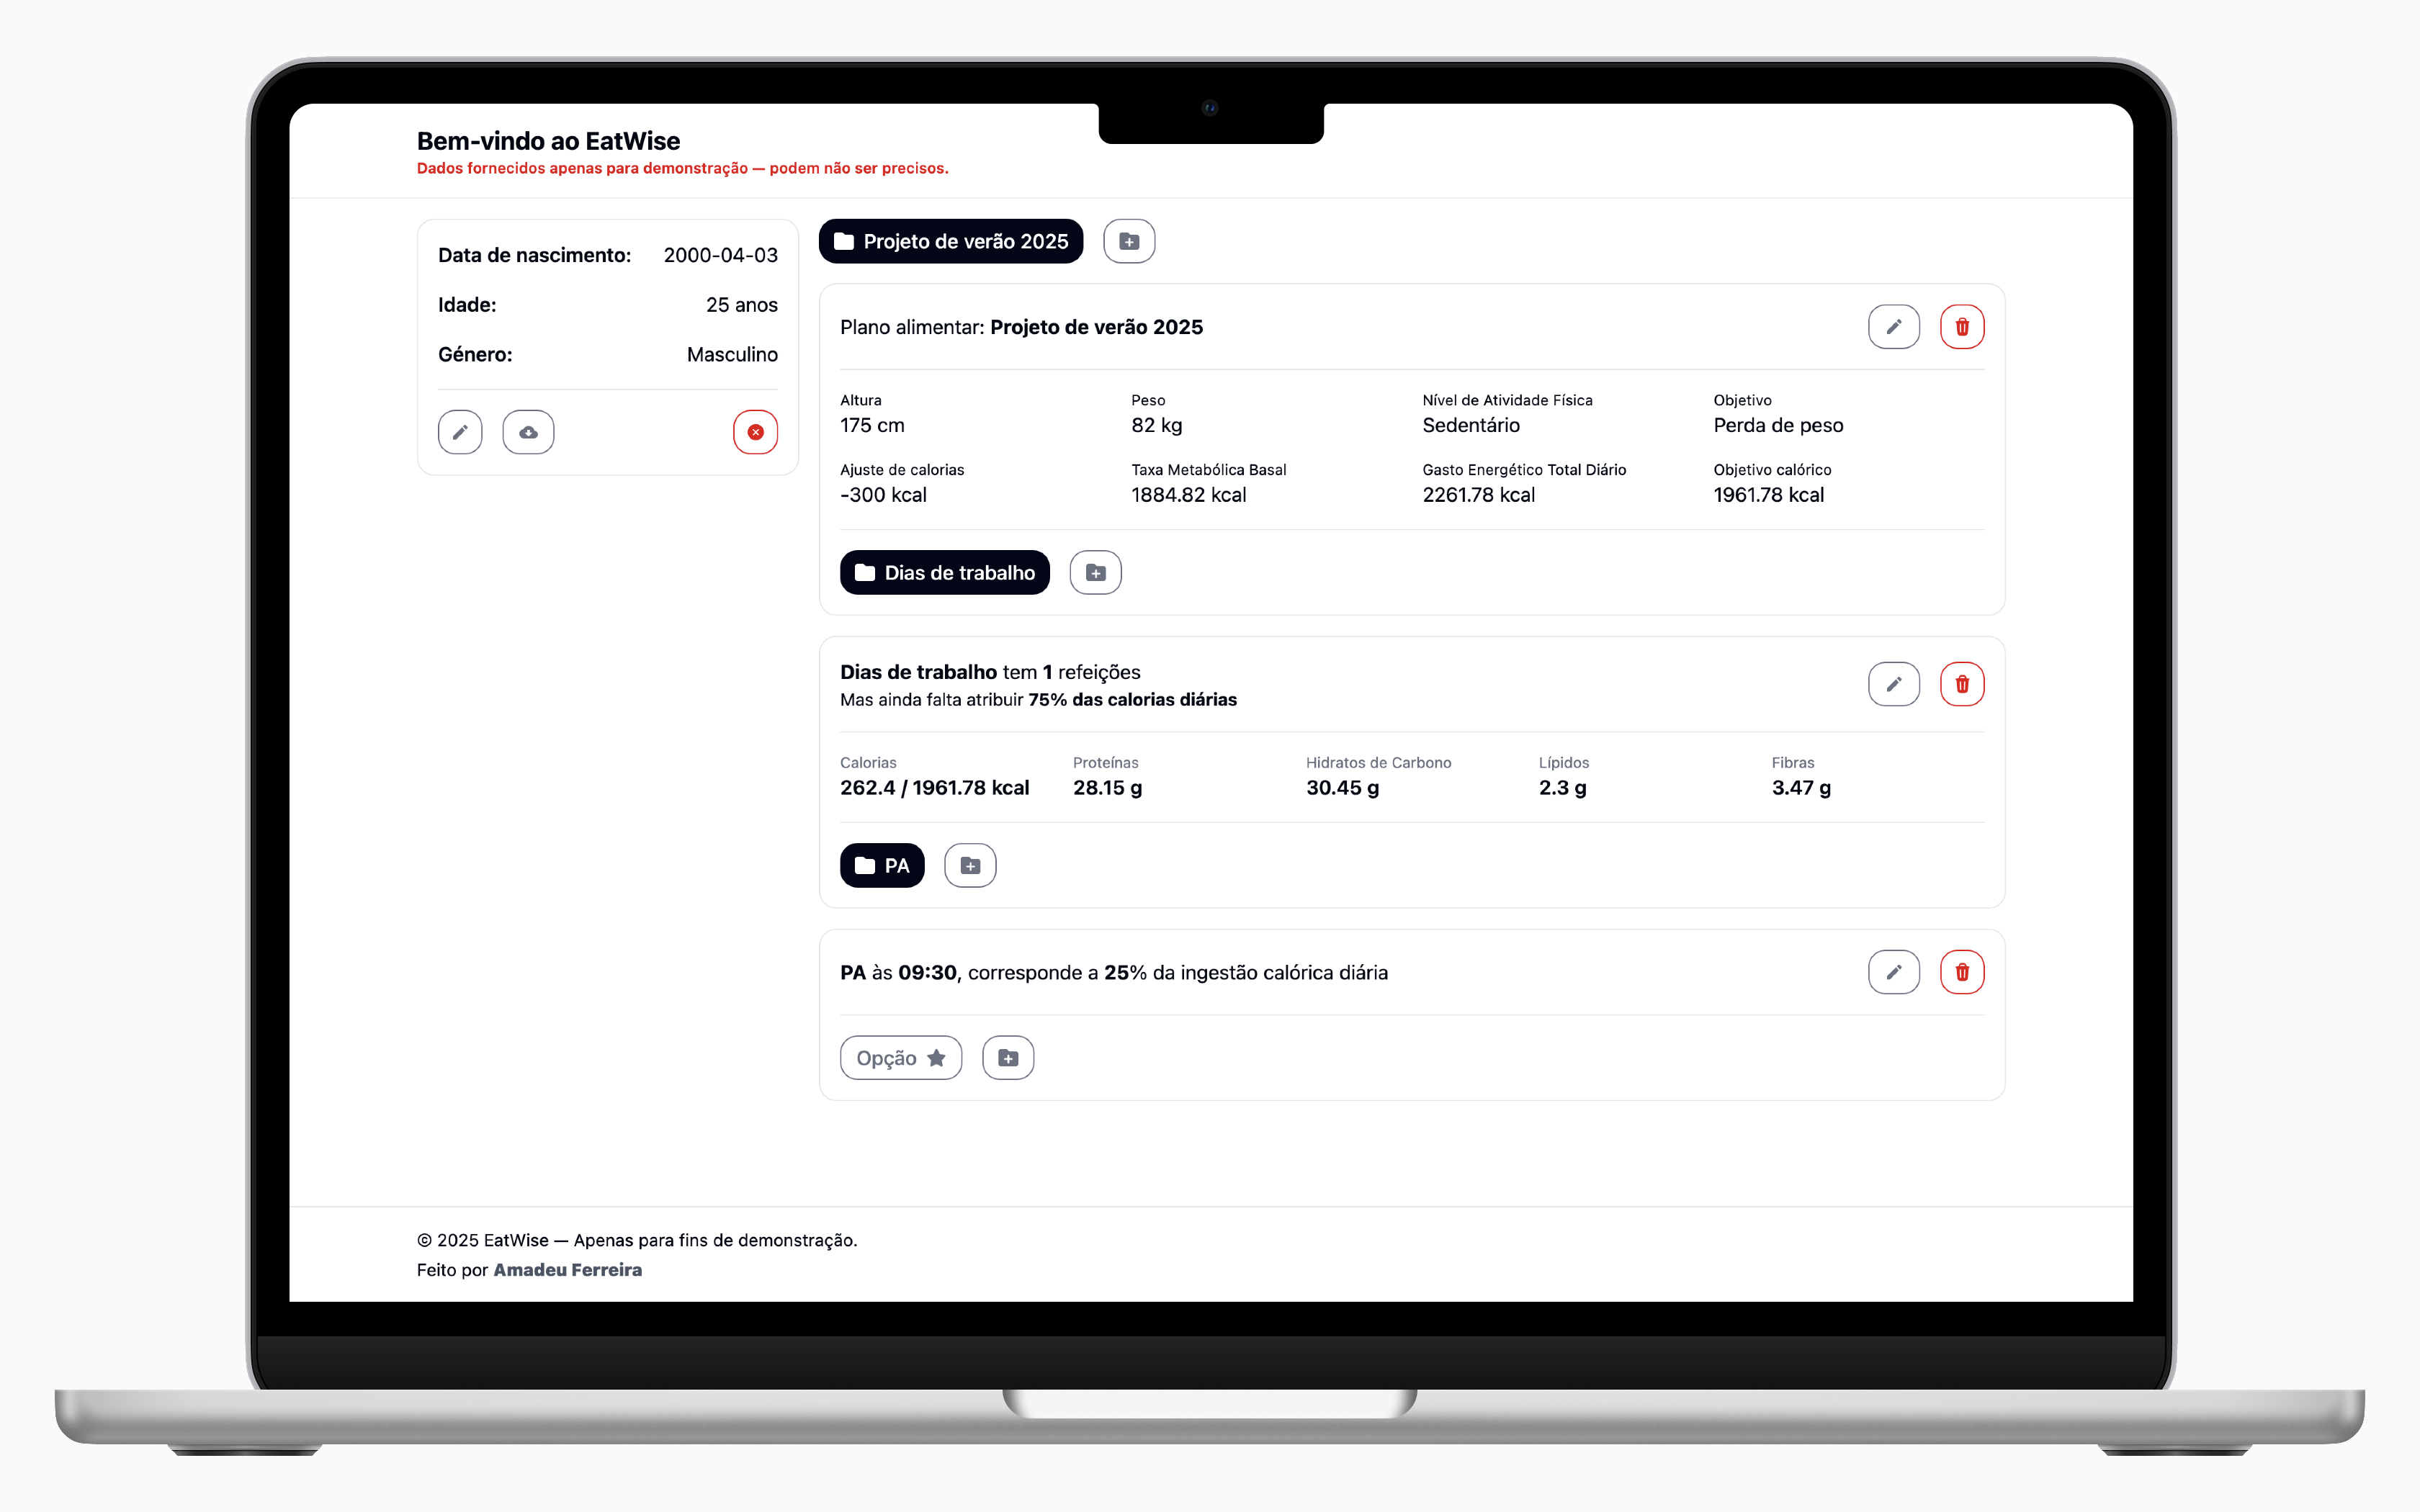 Bem-vindo ao EatWise
Dados fornecidos apenas para demonstração — podem não ser precisos.
Data de nascimento: 2000-04-03
Idade: 25 anos
Género: Masculino
Projeto de verão 2025
Plano alimentar: Projeto de verão 2025
Altura Peso Nível de Atividade Física Objetivo
175 cm 82 kg Sedentário Perda de peso
Ajuste de calorias Taxa Metabólica Basal Gasto Energético Total Diário Objetivo calórico
-300 kcal 1884.82 kcal 2261.78 kcal 1961.78 kcal
Dias de trabalho
Dias de trabalho tem 1 refeições
Mas ainda falta atribuir 75% das calorias diárias
Calorias Proteínas Hidratos de Carbono Lípidos Fibras
262.4 / 1961.78 kcal 28.15 g 30.45 g 2.3 g 3.47 g
PA
PA às 09:30, corresponde a 25% da ingestão calórica diária
Opção
© 2025 EatWise — Apenas para fins de demonstração.
Feito por Amadeu Ferreira